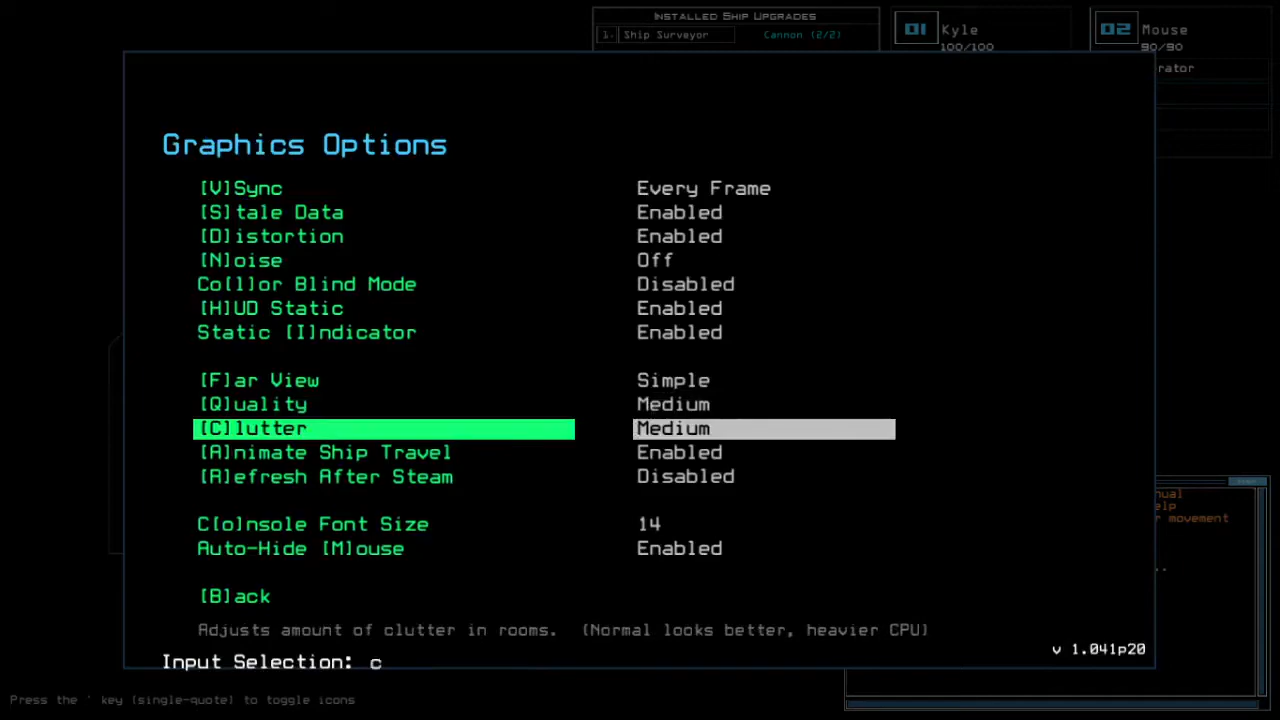 Installed Ship Upgrades
1. Ship Surveyor Cannon (2/2)
01 Kyle
100/100
02 Mouse
90/90
rator
Graphics Options
[V]Sync Every Frame
[S]tale Data Enabled
[D]istortion Enabled
[N]oise Off
Co[l]or Blind Mode Disabled
[H]UD Static Enabled
Static [I]ndicator Enabled
[F]ar View Simple
[Q]uality Medium
[C]lutter Medium
[A]nimate Ship Travel Enabled
[R]efresh After Steam Disabled
C[o]nsole Font Size 14
Auto-Hide [M]ouse Enabled
[B]ack
Adjusts amount of clutter in rooms. (Normal looks better, heavier CPU)
Input Selection: c
v 1.041p20
nual
elp
r movement
..
Press the ' key (single-quote) to toggle icons